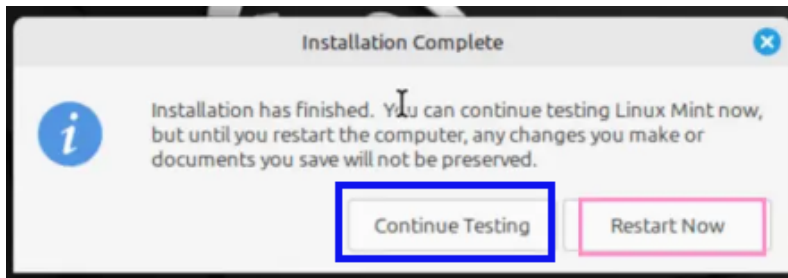 Installation Complete
Installation has finished. You can continue testing Linux Mint now,
but until you restart the computer, any changes you make or
documents you save will not be preserved.
Continue Testing Restart Now